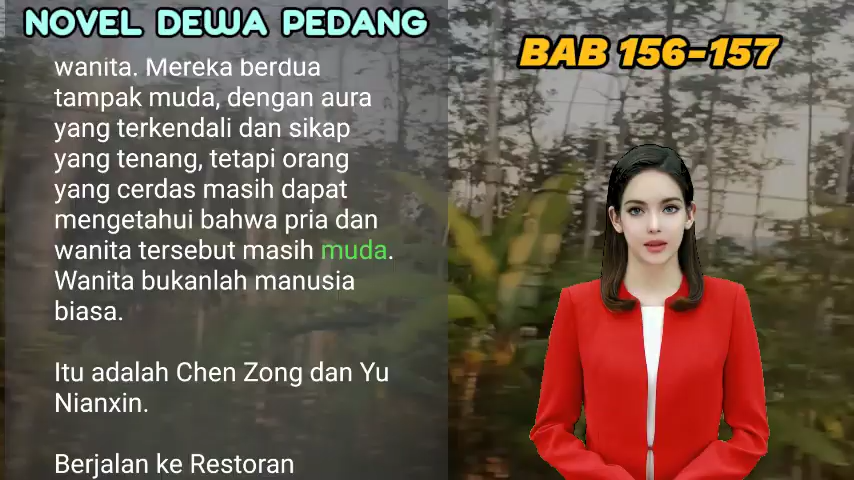 NOVEL DEWA PEDANG
BAB 156-157
wanita. Mereka berdua
tampak muda, dengan aura
yang terkendali dan sikap
yang tenang, tetapi orang
yang cerdas masih dapat
mengetahui bahwa pria dan
wanita tersebut masih muda.
Wanita bukanlah manusia
biasa.
Itu adalah Chen Zong dan Yu
Nianxin.
Berjalan ke Restoran